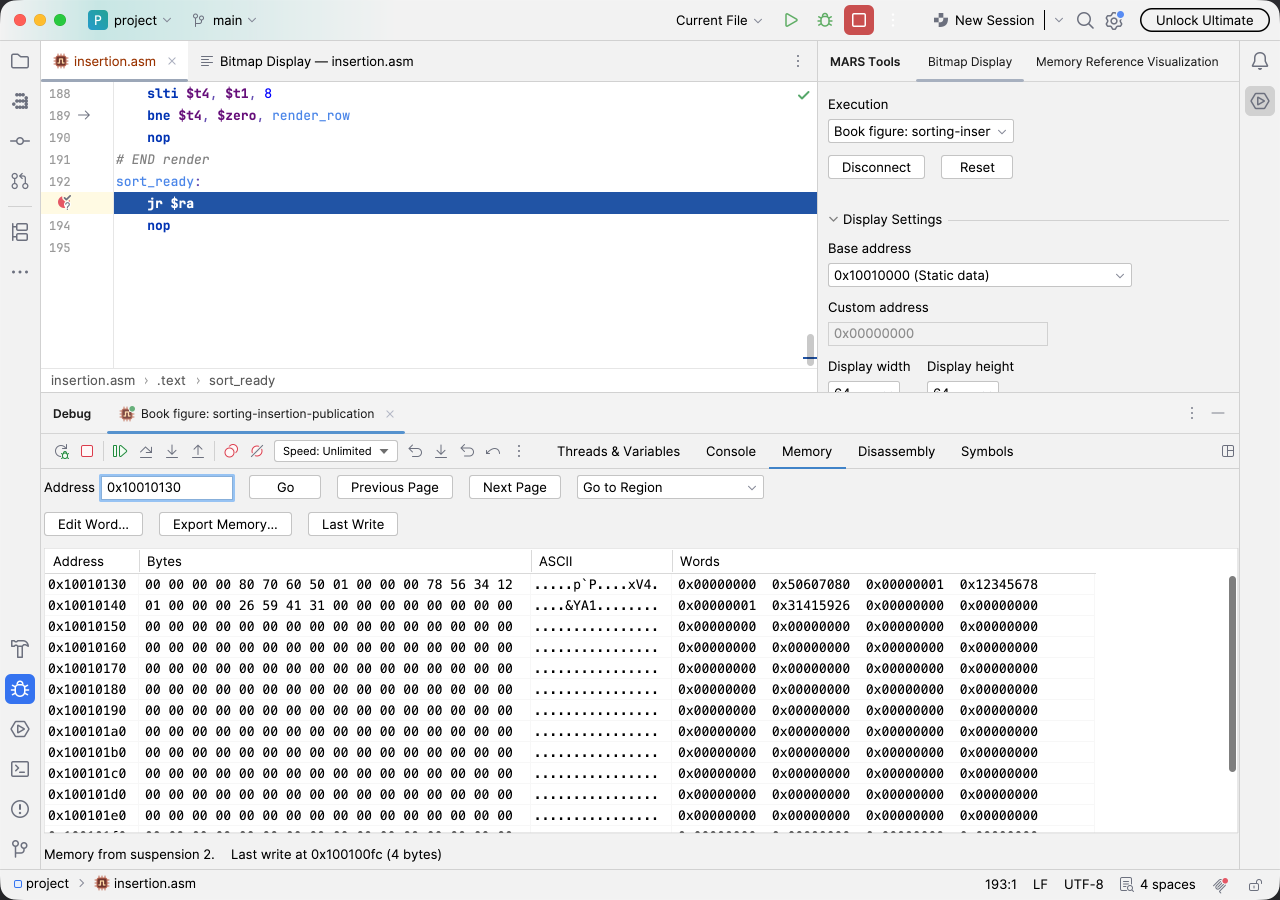 P project main Current File New Session Unlock Ultimate
insertion.asm Bitmap Display — insertion.asm
MARS Tools Bitmap Display Memory Reference Visualization
188 slti $t4, $t1, 8
189 bne $t4, $zero, render_row
190 nop
191 # END render
192 sort_ready:
jr $ra
194 nop
195
insertion.asm › .text › sort_ready
Execution
Book figure: sorting-inser
Disconnect Reset
Display Settings
Base address
0x10010000 (Static data)
Custom address
0x00000000
Display width Display height
64 64
Debug Book figure: sorting-insertion-publication
Speed: Unlimited Threads & Variables Console Memory Disassembly Symbols
Address 0x10010130 Go Previous Page Next Page Go to Region
Edit Word... Export Memory... Last Write
Address Bytes ASCII Words
0x10010130 00 00 00 00 80 70 60 50 01 00 00 00 78 56 34 12 .....p`P....xV4. 0x00000000 0x50607080 0x00000001 0x12345678
0x10010140 01 00 00 00 26 59 41 31 00 00 00 00 00 00 00 00 ....&YA1........ 0x00000001 0x31415926 0x00000000 0x00000000
0x10010150 00 00 00 00 00 00 00 00 00 00 00 00 00 00 00 00 ................ 0x00000000 0x00000000 0x00000000 0x00000000
0x10010160 00 00 00 00 00 00 00 00 00 00 00 00 00 00 00 00 ................ 0x00000000 0x00000000 0x00000000 0x00000000
0x10010170 00 00 00 00 00 00 00 00 00 00 00 00 00 00 00 00 ................ 0x00000000 0x00000000 0x00000000 0x00000000
0x10010180 00 00 00 00 00 00 00 00 00 00 00 00 00 00 00 00 ................ 0x00000000 0x00000000 0x00000000 0x00000000
0x10010190 00 00 00 00 00 00 00 00 00 00 00 00 00 00 00 00 ................ 0x00000000 0x00000000 0x00000000 0x00000000
0x100101a0 00 00 00 00 00 00 00 00 00 00 00 00 00 00 00 00 ................ 0x00000000 0x00000000 0x00000000 0x00000000
0x100101b0 00 00 00 00 00 00 00 00 00 00 00 00 00 00 00 00 ................ 0x00000000 0x00000000 0x00000000 0x00000000
0x100101c0 00 00 00 00 00 00 00 00 00 00 00 00 00 00 00 00 ................ 0x00000000 0x00000000 0x00000000 0x00000000
0x100101d0 00 00 00 00 00 00 00 00 00 00 00 00 00 00 00 00 ................ 0x00000000 0x00000000 0x00000000 0x00000000
0x100101e0 00 00 00 00 00 00 00 00 00 00 00 00 00 00 00 00 ................ 0x00000000 0x00000000 0x00000000 0x00000000
Memory from suspension 2. Last write at 0x100100fc (4 bytes)
project › insertion.asm 193:1 LF UTF-8 4 spaces